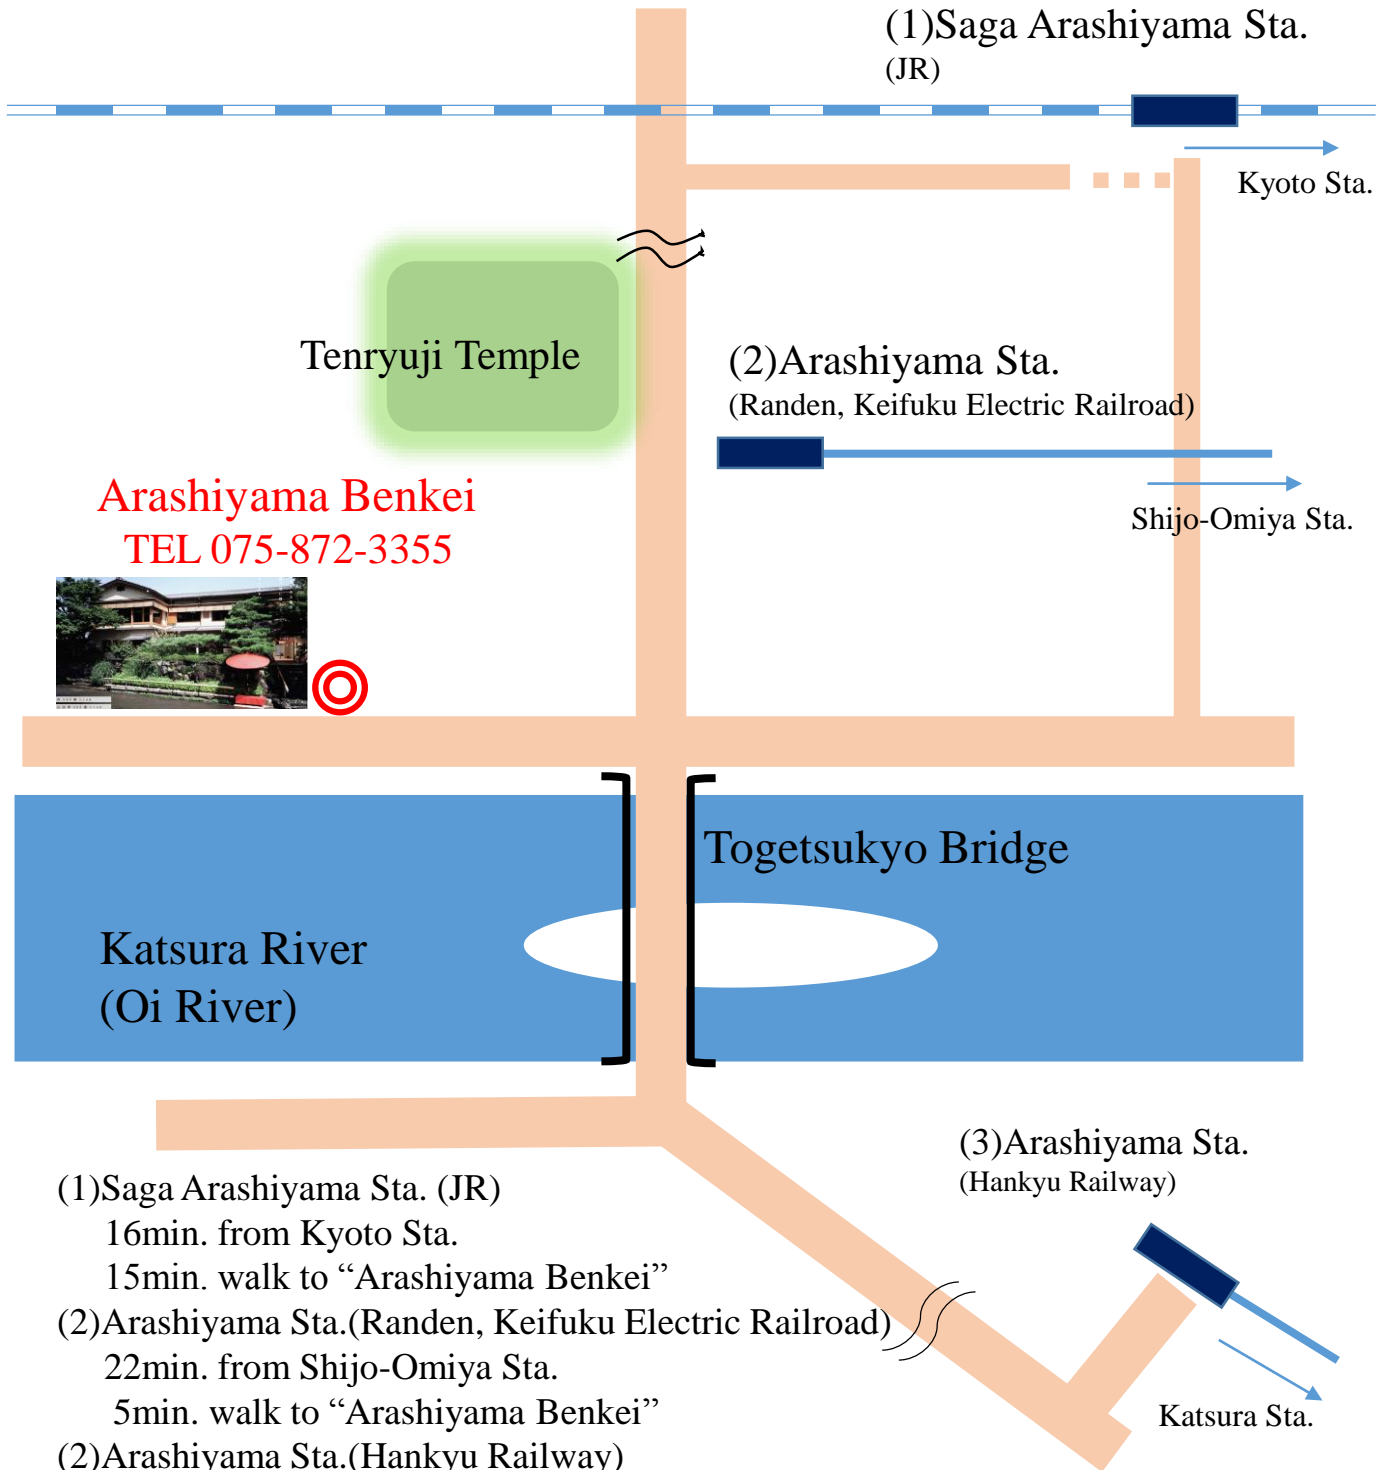 (1)Saga Arashiyama Sta.
(JR)
Kyoto Sta.
Tenryuji Temple
(2)Arashiyama Sta.
(Randen, Keifuku Electric Railroad)
Shijo-Omiya Sta.
Arashiyama Benkei
TEL 075-872-3355
Togetsukyo Bridge
Katsura River
(Oi River)
(3)Arashiyama Sta.
(Hankyu Railway)
Katsura Sta.
(1)Saga Arashiyama Sta. (JR)
16min. from Kyoto Sta.
15min. walk to “Arashiyama Benkei”
(2)Arashiyama Sta.(Randen, Keifuku Electric Railroad)
22min. from Shijo-Omiya Sta.
5min. walk to “Arashiyama Benkei”
(2)Arashiyama Sta.(Hankyu Railway)